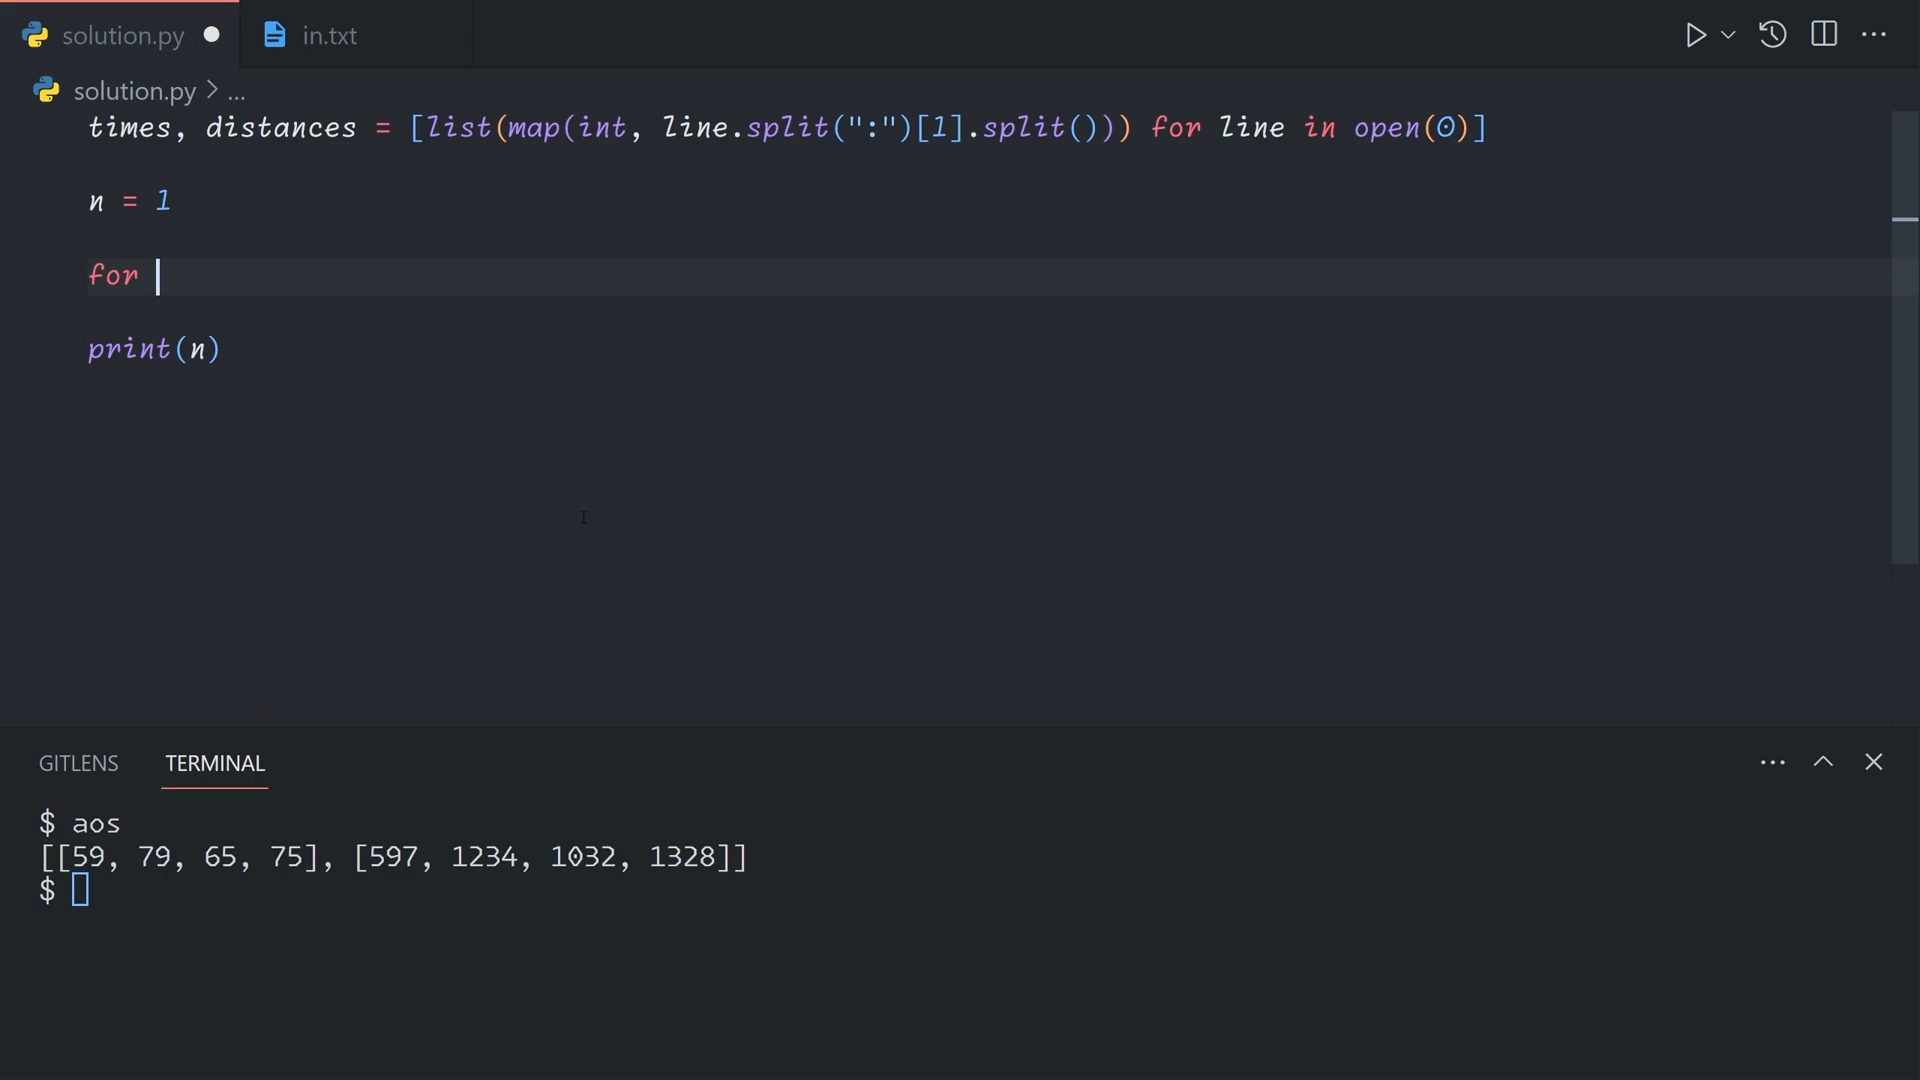 solution.py
in.txt
solution.py > ...
times, distances = [list(map(int, line.split(":")[1].split())) for line in open(0)]
n = 1
for
print(n)
GITLENS
TERMINAL
$ aos
[[59, 79, 65, 75], [597, 1234, 1032, 1328]]
$